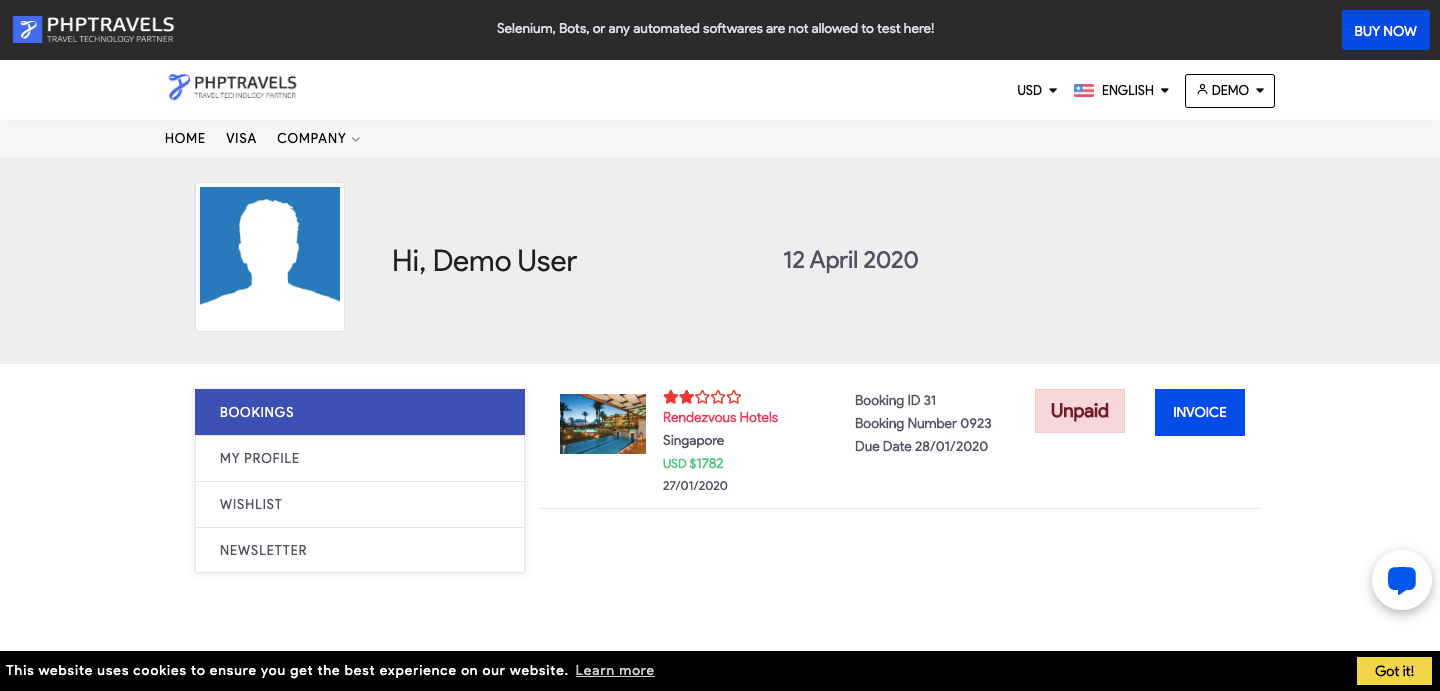 PHPTRAVELS
TRAVEL TECHNOLOGY PARTNER
Selenium, Bots, or any automated softwares are not allowed to test here!
BUY NOW
PHPTRAVELS
TRAVEL TECHNOLOGY PARTNER
USD
ENGLISH
DEMO
HOME
VISA
COMPANY
Hi, Demo User
12 April 2020
BOOKINGS
MY PROFILE
WISHLIST
NEWSLETTER
Rendezvous Hotels
Singapore
USD $1782
27/01/2020
Booking ID 31
Booking Number 0923
Due Date 28/01/2020
Unpaid
INVOICE
This website uses cookies to ensure you get the best experience on our website. Learn more
Got it!